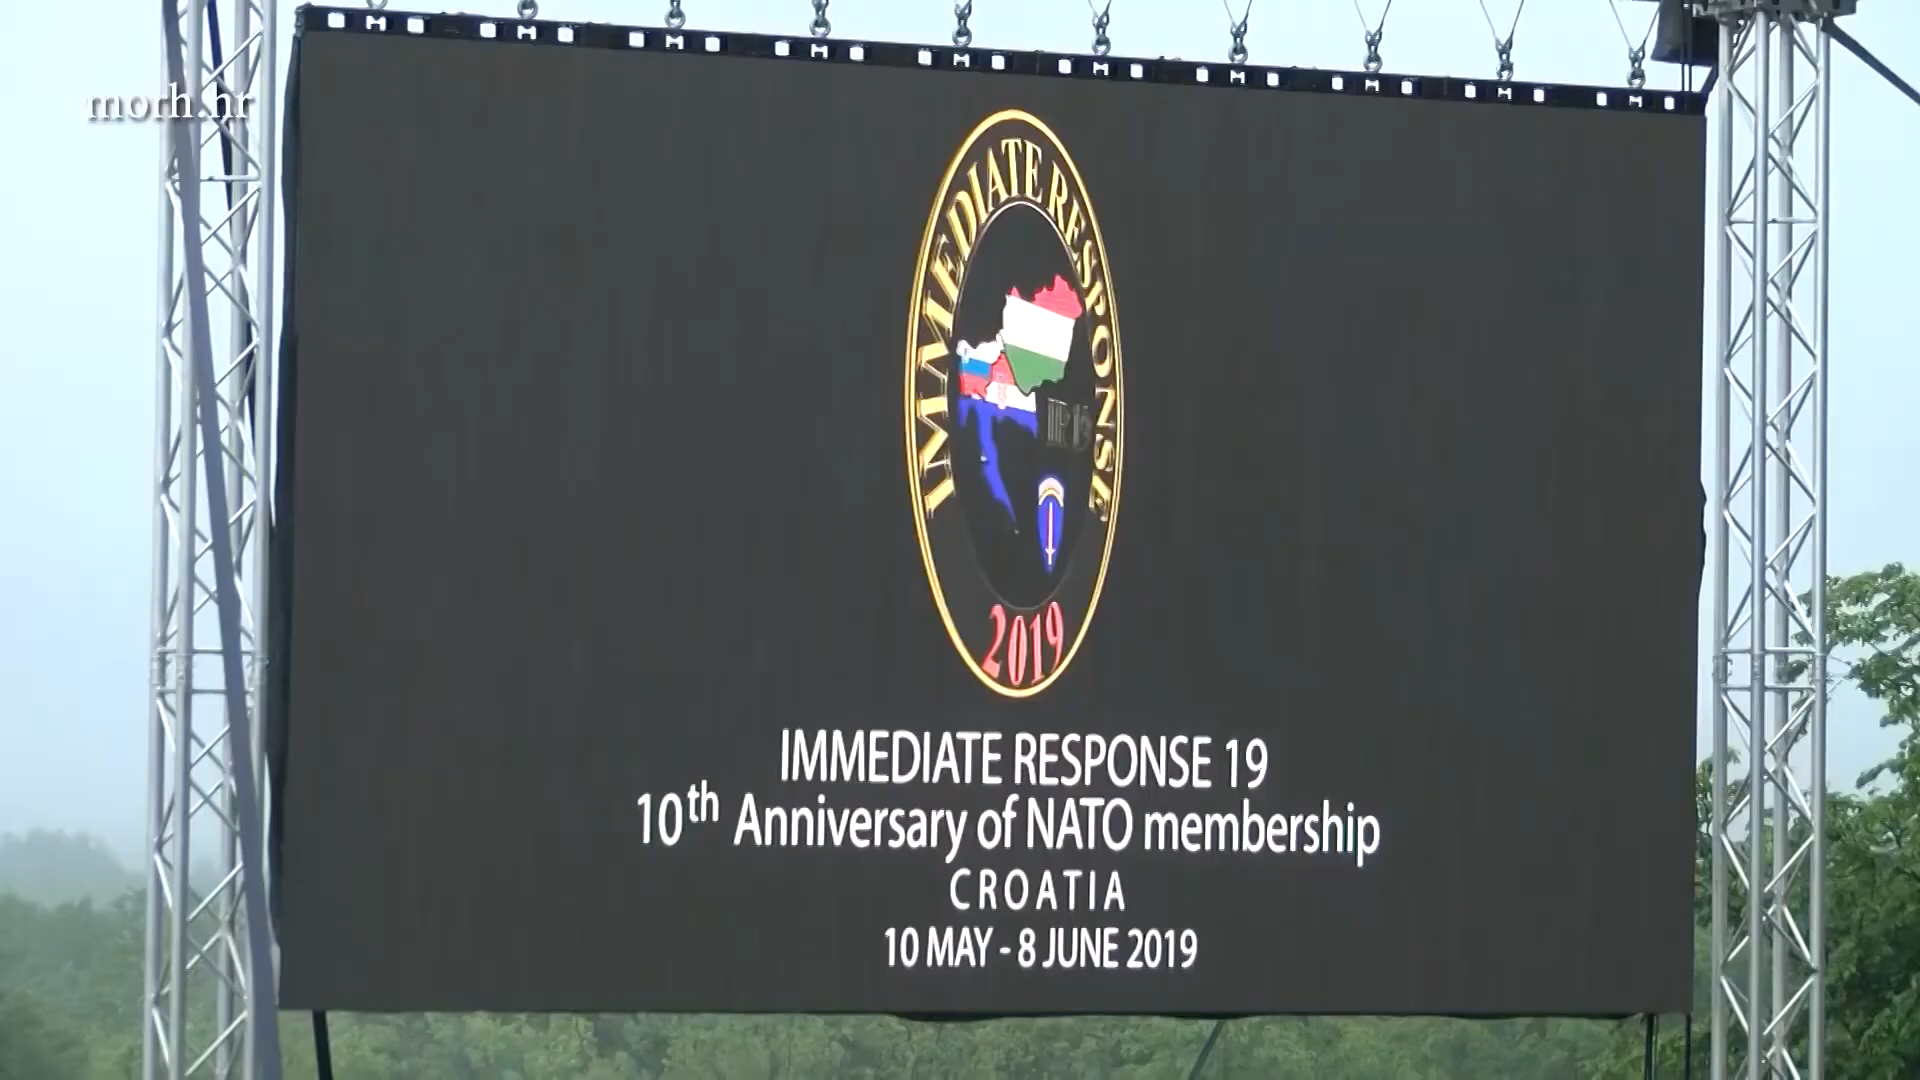 morh.hr
IMMEDIATE RESPONSE
2019
IMMEDIATE RESPONSE 19
10th Anniversary of NATO membership
CROATIA
10 MAY - 8 JUNE 2019